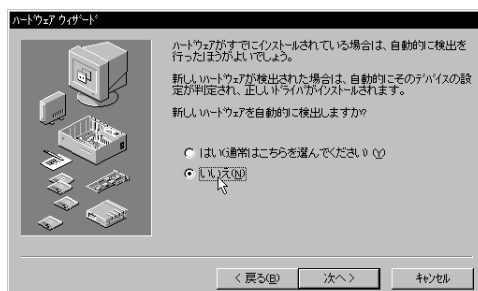 ハードウェア ウィザード
ハードウェアがすでにインストールされている場合は、自動的に検出を
行ったほうがよいでしょう。
新しいハードウェアが検出された場合は、自動的にそのデバイスの設
定が判定され、正しいドライバがインストールされます。
新しいハードウェアを自動的に検出しますか?
はい(通常はこちらを選んでください) (Y)
いいえ(N)
< 戻る(B)
次へ >
キャンセル